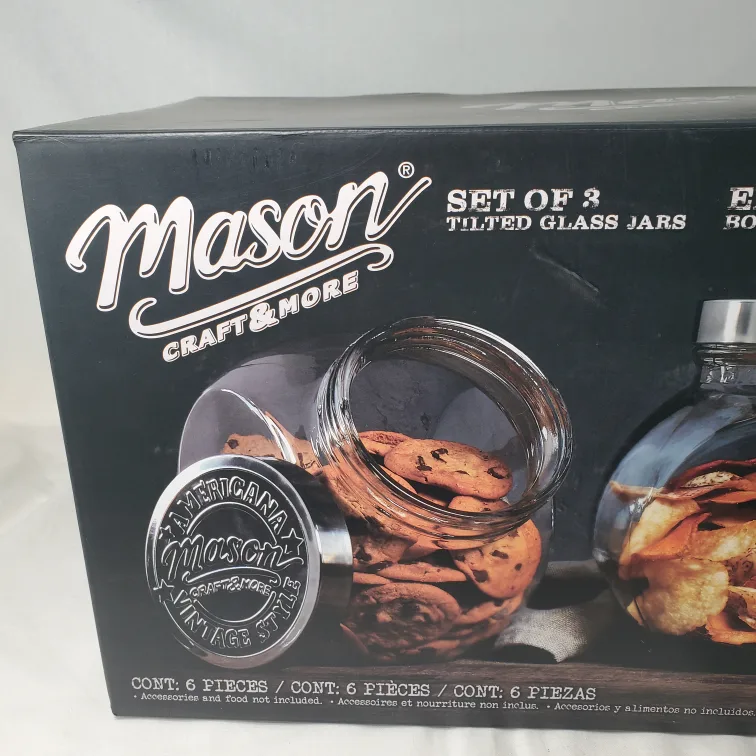 Mason®
CRAFT & MORE
SET OF 3
TILTED GLASS JARS
AMERICANA
Mason
CRAFT & MORE
VINTAGE STYLE
CONT: 6 PIECES / CONT: 6 PIÈCES / CONT: 6 PIEZAS
• Accessories and food not included. • Accessoires et nourriture non inclus. • Accesorios y alimentos no incluidos.